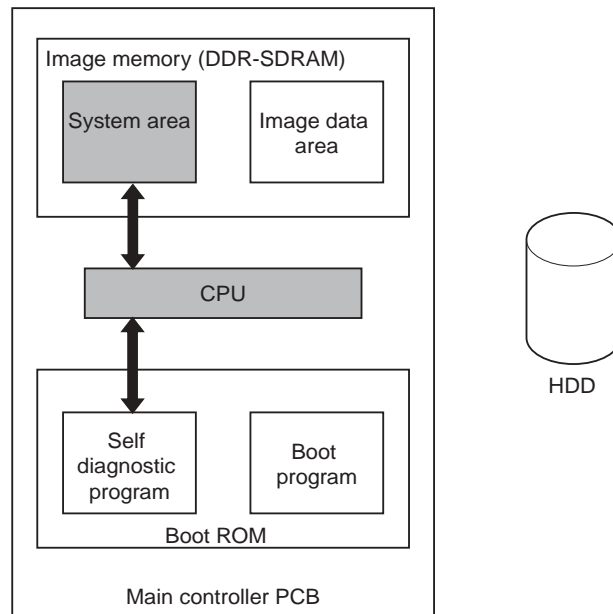 Image memory (DDR-SDRAM)
System area
Image data
area
CPU
HDD
Self
diagnostic
program
Boot
program
Boot ROM
Main controller PCB